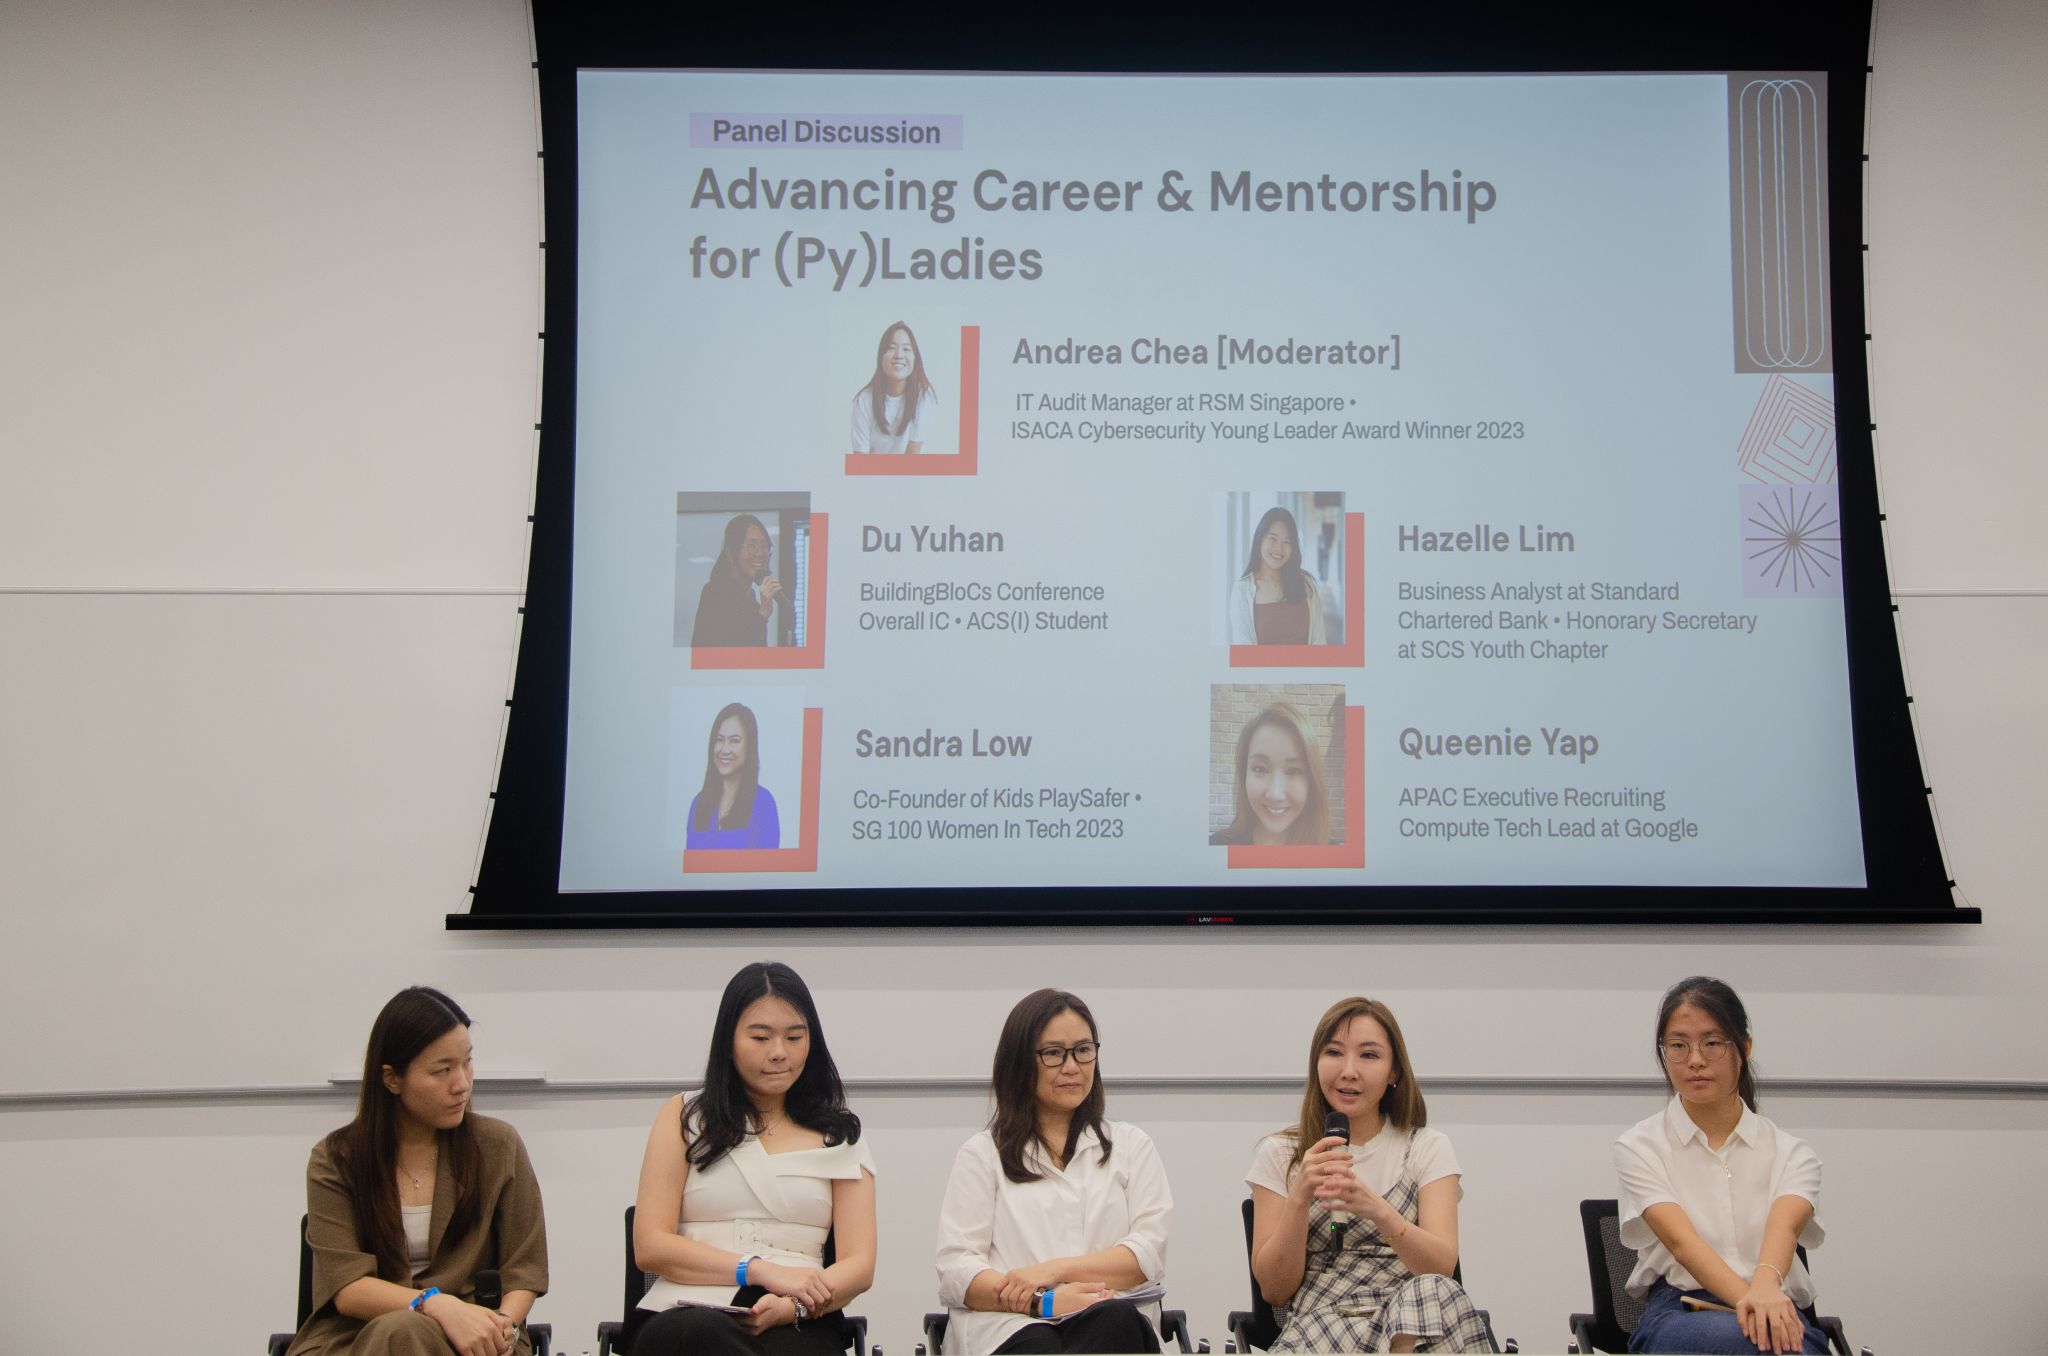 Panel Discussion
Advancing Career & Mentorship
for (Py)Ladies
Andrea Chea [Moderator]
IT Audit Manager at RSM Singapore •
ISACA Cybersecurity Young Leader Award Winner 2023
Du Yuhan
BuildingBloCs Conference
Overall IC • ACS(I) Student
Hazelle Lim
Business Analyst at Standard
Chartered Bank • Honorary Secretary
at SCS Youth Chapter
Sandra Low
Co-Founder of Kids PlaySafer •
SG 100 Women In Tech 2023
Queenie Yap
APAC Executive Recruiting
Compute Tech Lead at Google
LAVSCREEN